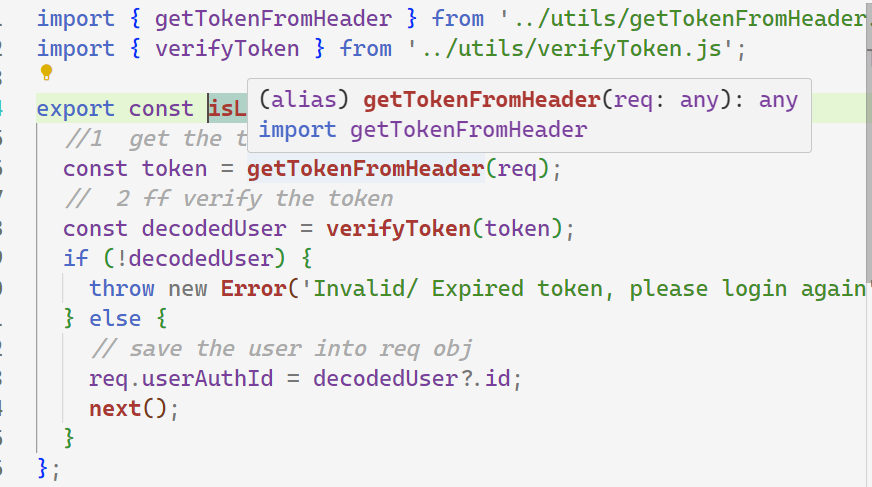 import { getTokenFromHeader } from '../utils/getTokenFromHeader.
import { verifyToken } from '../utils/verifyToken.js';
export const isL
(alias) getTokenFromHeader(req: any): any
import getTokenFromHeader
//1  get the t
const token = getTokenFromHeader(req);
//  2 ff verify the token
const decodedUser = verifyToken(token);
if (!decodedUser) {
throw new Error('Invalid/ Expired token, please login again'
} else {
// save the user into req obj
req.userAuthId = decodedUser?.id;
next();
}
};